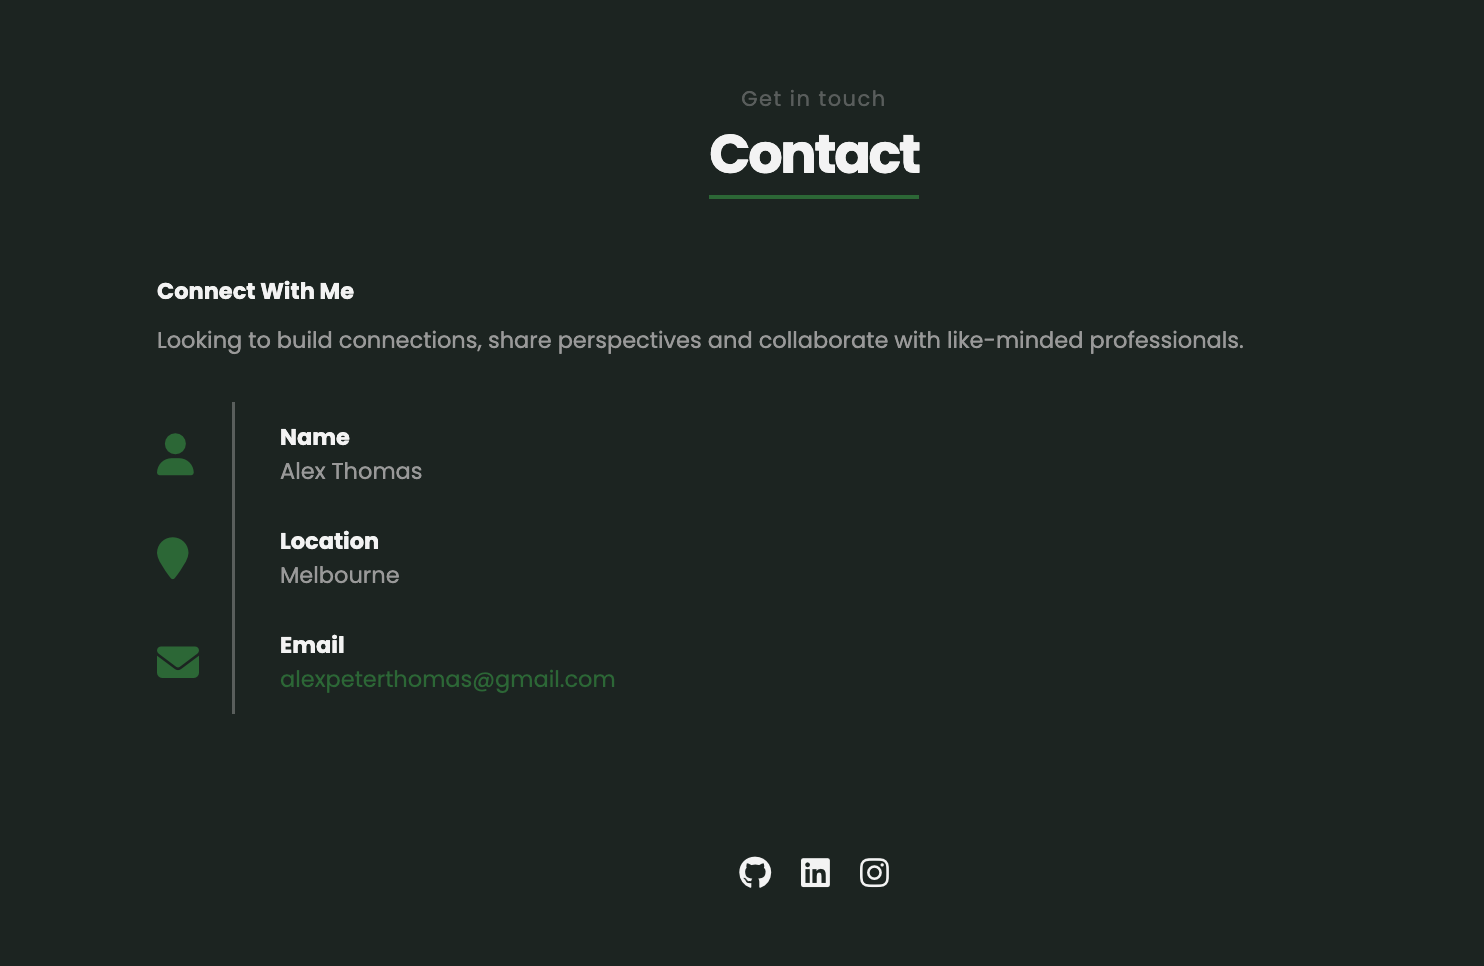 Get in touch
Contact
Connect With Me
Looking to build connections, share perspectives and collaborate with like-minded professionals.
Name
Alex Thomas
Location
Melbourne
Email
alexpeterthomas@gmail.com